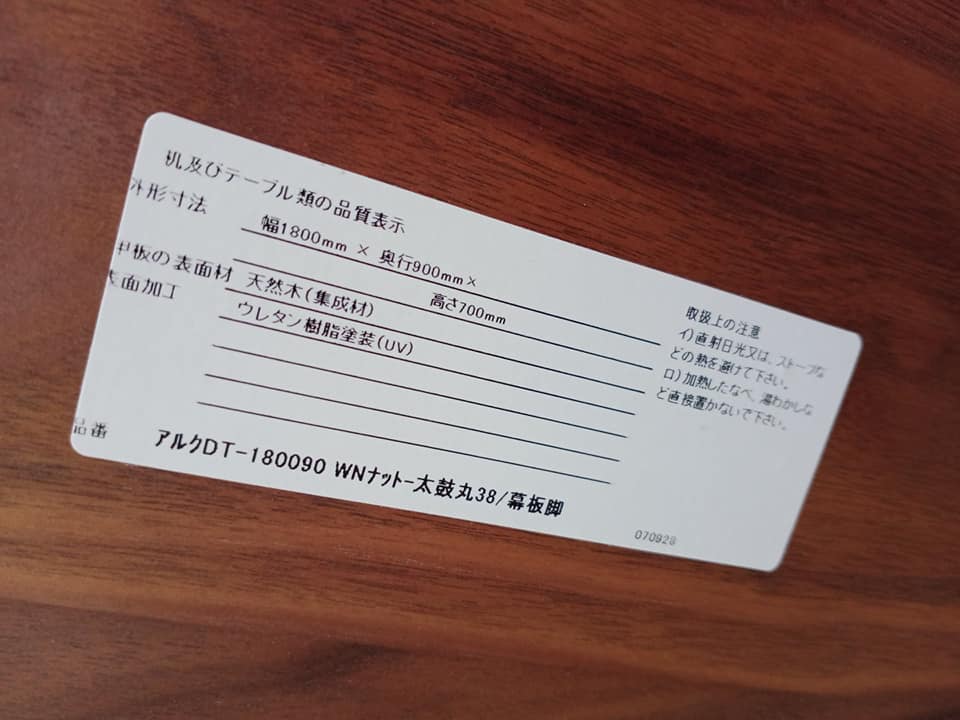 机及びテーブル類の品質表示
外形寸法
幅1800mm × 奥行900mm×
高さ700mm
甲板の表面材 天然木(集成材)
表面加工 ウレタン樹脂塗装(UV)
取扱上の注意
イ)直射日光又は、ストーブな
どの熱を避けて下さい。
ロ)加熱したなべ、湯わかしな
ど直接置かないで下さい。
品番 アルクDT-180090 WNナットー太鼓丸38/幕板脚
070928